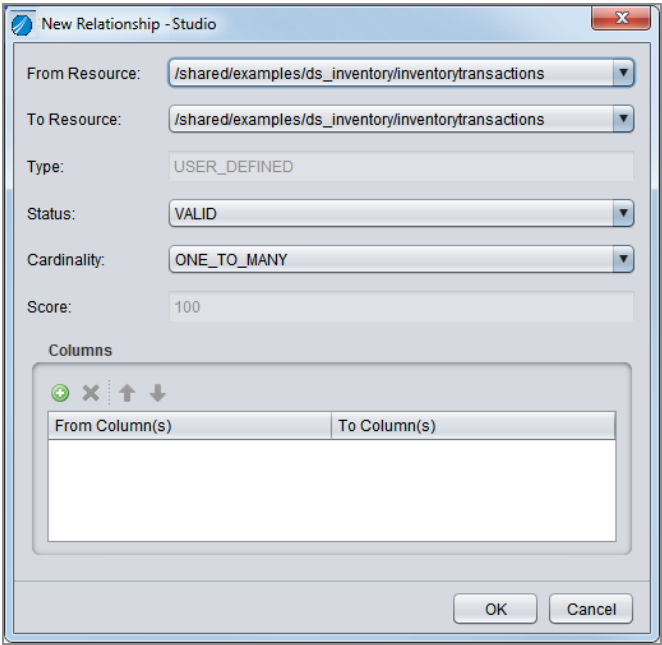 New Relationship - Studio
From Resource: /shared/examples/ds_inventory/inventorytransactions
To Resource: /shared/examples/ds_inventory/inventorytransactions
Type: USER_DEFINED
Status: VALID
Cardinality: ONE_TO_MANY
Score: 100
Columns
From Column(s) To Column(s)
OK Cancel